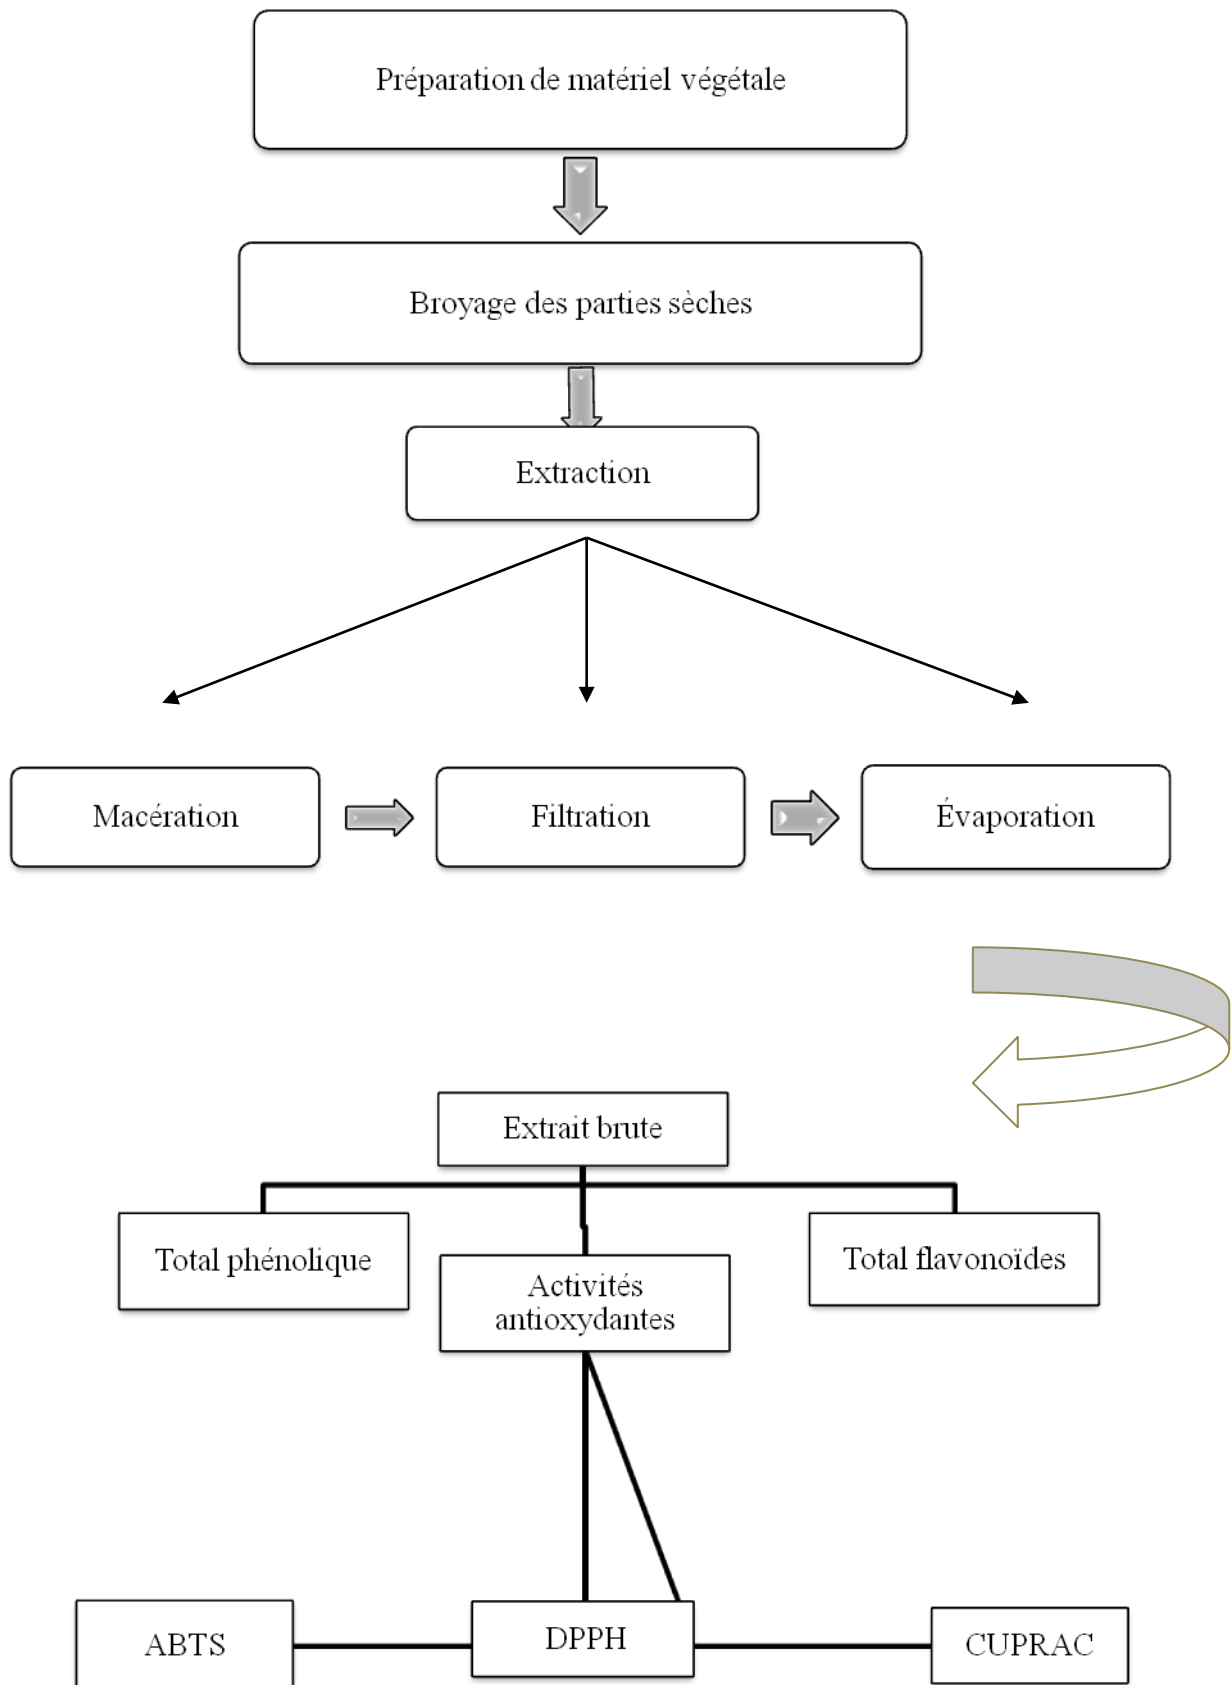 Préparation de matériel végétale
Broyage des parties sèches
Extraction
Macération
Filtration
Évaporation
Extrait brute
Total phénolique
Activités
antioxydantes
Total flavonoïdes
ABTS
DPPH
CUPRAC